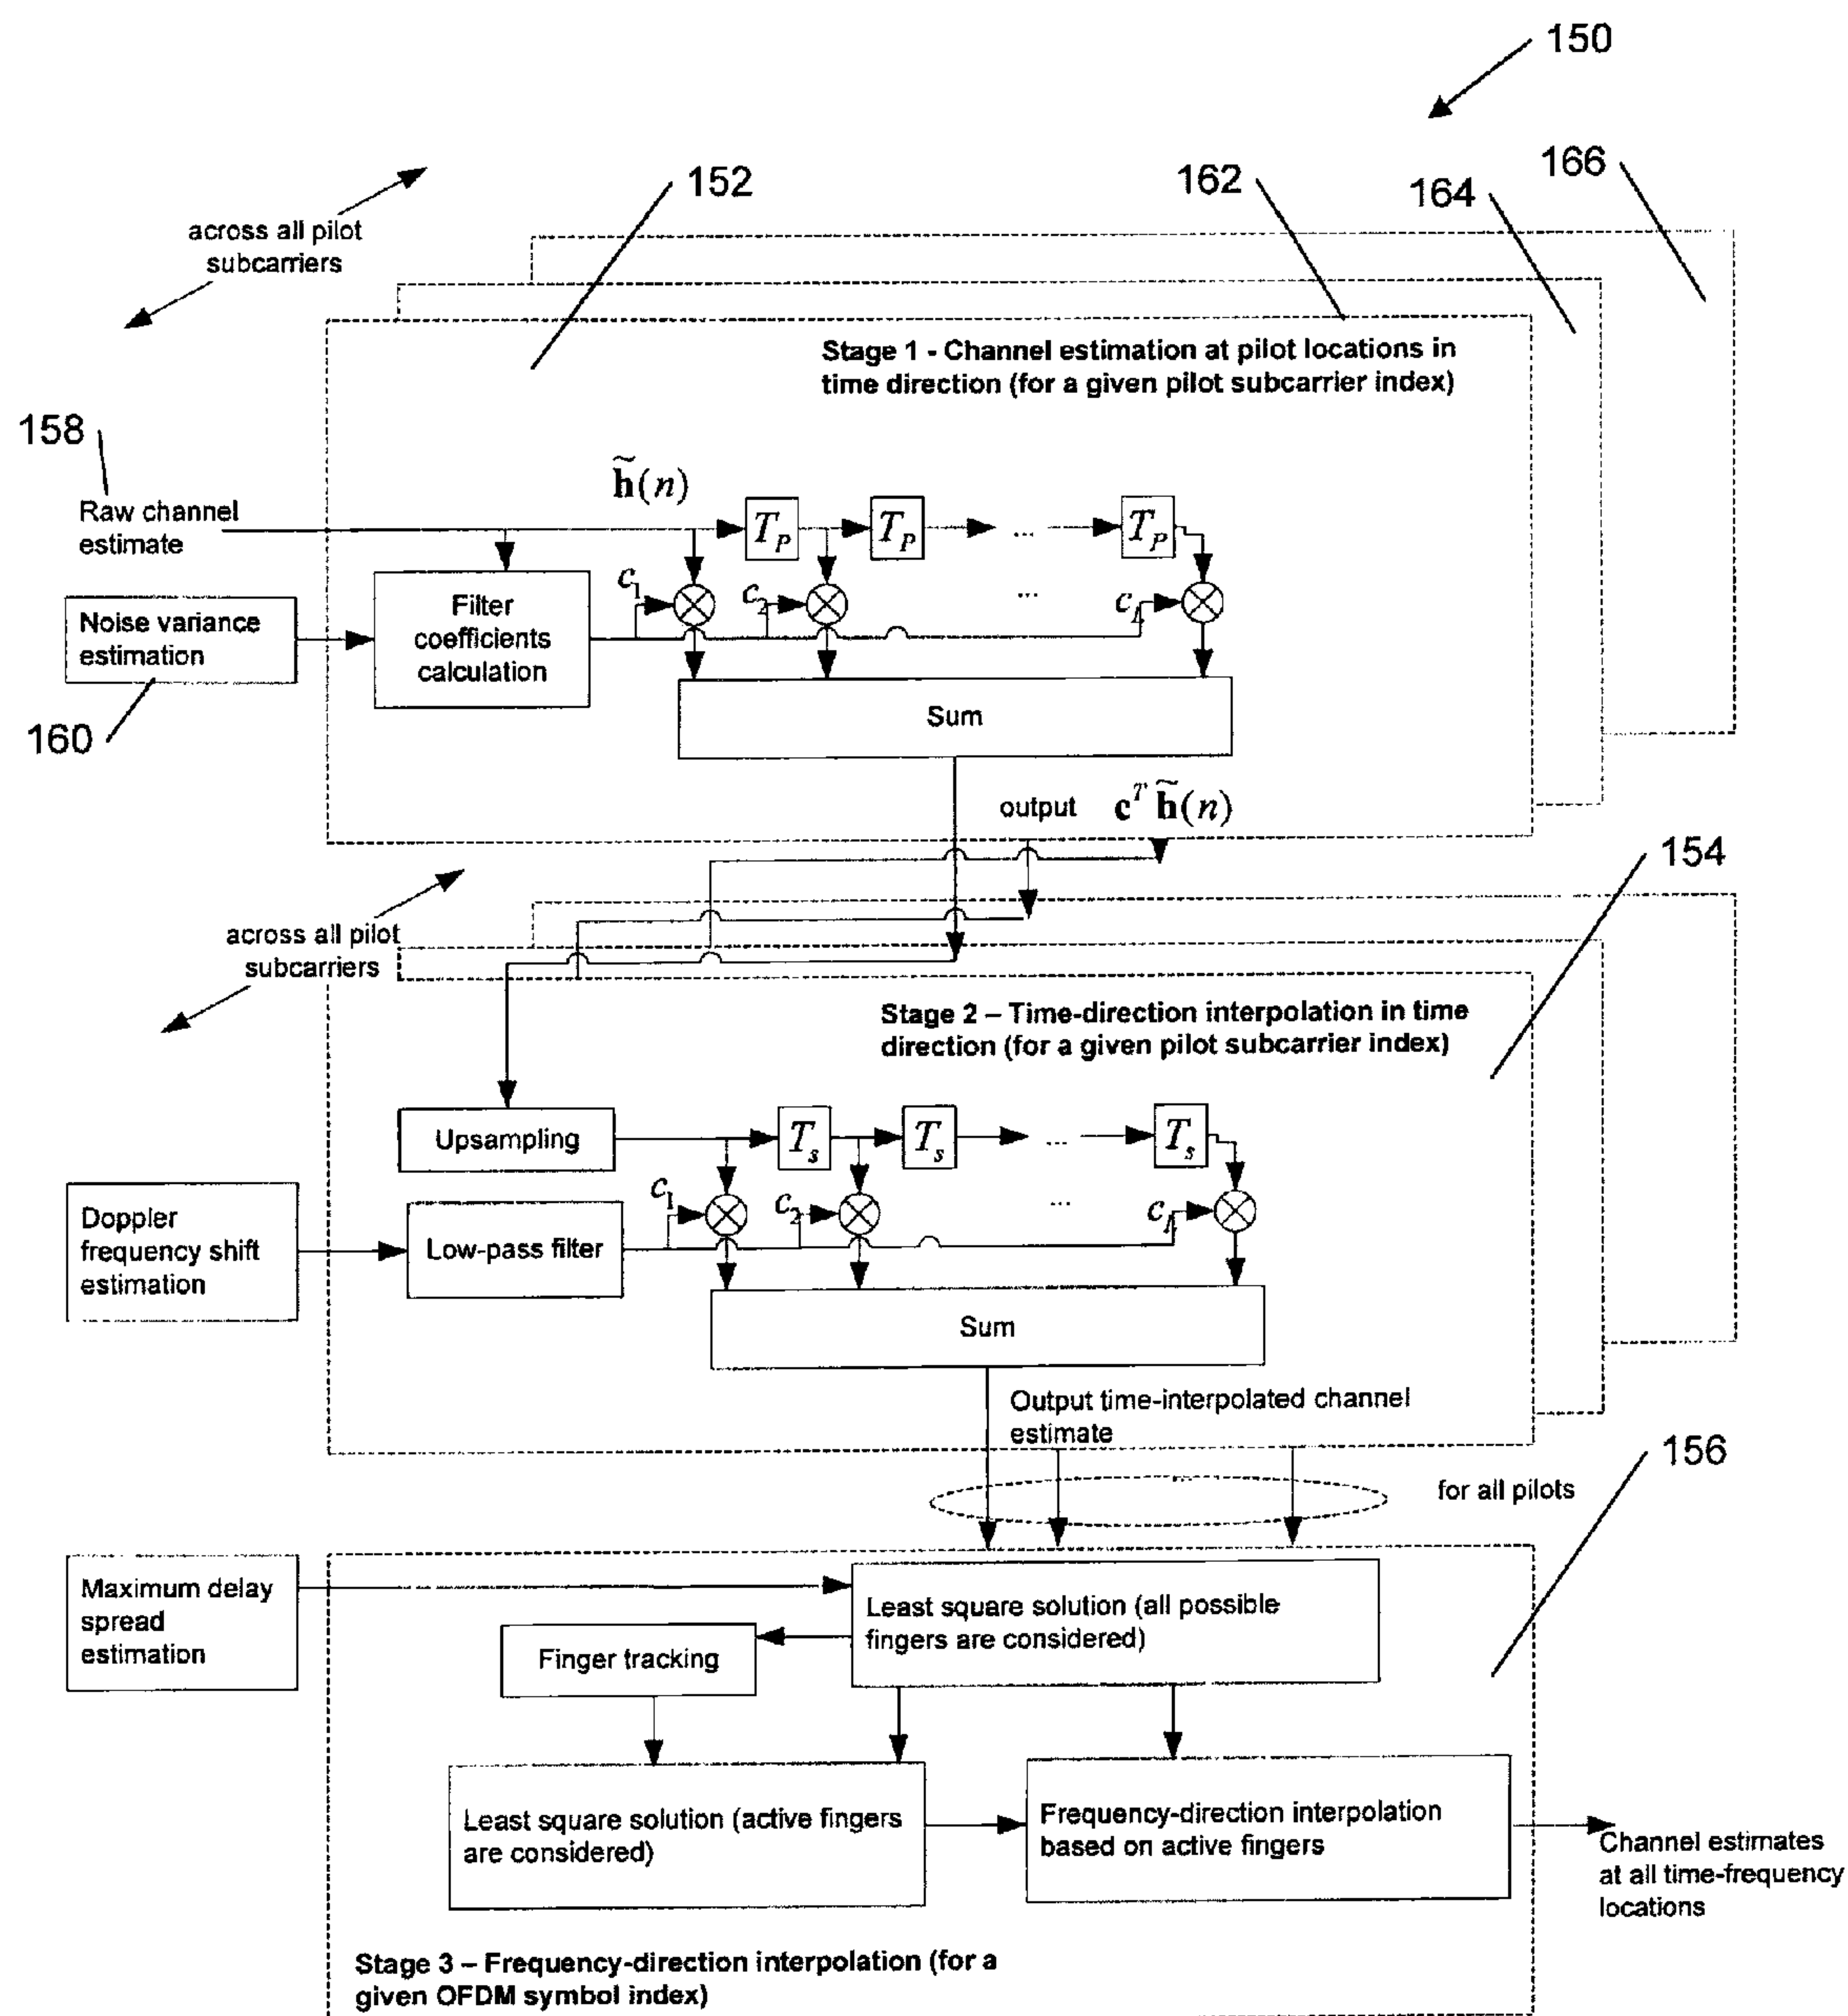 150
166
152
162
164
across all pilot
subcarriers
Stage 1 - Channel estimation at pilot locations in
time direction (for a given pilot subcarrier index)
158
Raw channel
estimate
h̃(n)
T_P
T_P
...
T_P
Noise variance
estimation
160
Filter
coefficients
calculation
c_1
c_2
...
c_L
Sum
output
c^T h̃(n)
154
across all pilot
subcarriers
Stage 2 – Time-direction interpolation in time
direction (for a given pilot subcarrier index)
Upsampling
T_s
T_s
...
T_s
Doppler
frequency shift
estimation
Low-pass filter
c_1
c_2
...
c_L
Sum
Output time-interpolated channel
estimate
156
...
for all pilots
Maximum delay
spread
estimation
Least square solution (all possible
fingers are considered)
Finger tracking
Least square solution (active fingers
are considered)
Frequency-direction interpolation
based on active fingers
Channel estimates
at all time-frequency
locations
Stage 3 – Frequency-direction interpolation (for a
given OFDM symbol index)